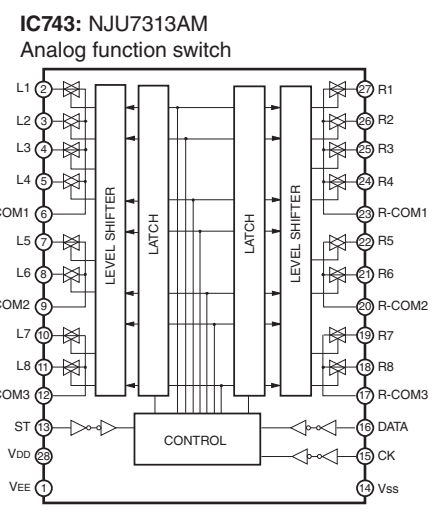 IC743: NJU7313AM
Analog function switch
L1 2 27 R1
L2 3 26 R2
L3 4 25 R3
L4 5 24 R4
COM1 6 23 R-COM1
L5 7 22 R5
L6 8 21 R6
COM2 9 20 R-COM2
L7 10 19 R7
L8 11 18 R8
COM3 12 17 R-COM3
LEVEL SHIFTER
LATCH
LATCH
LEVEL SHIFTER
ST 13 16 DATA
CONTROL
VDD 28 15 CK
VEE 1 14 Vss